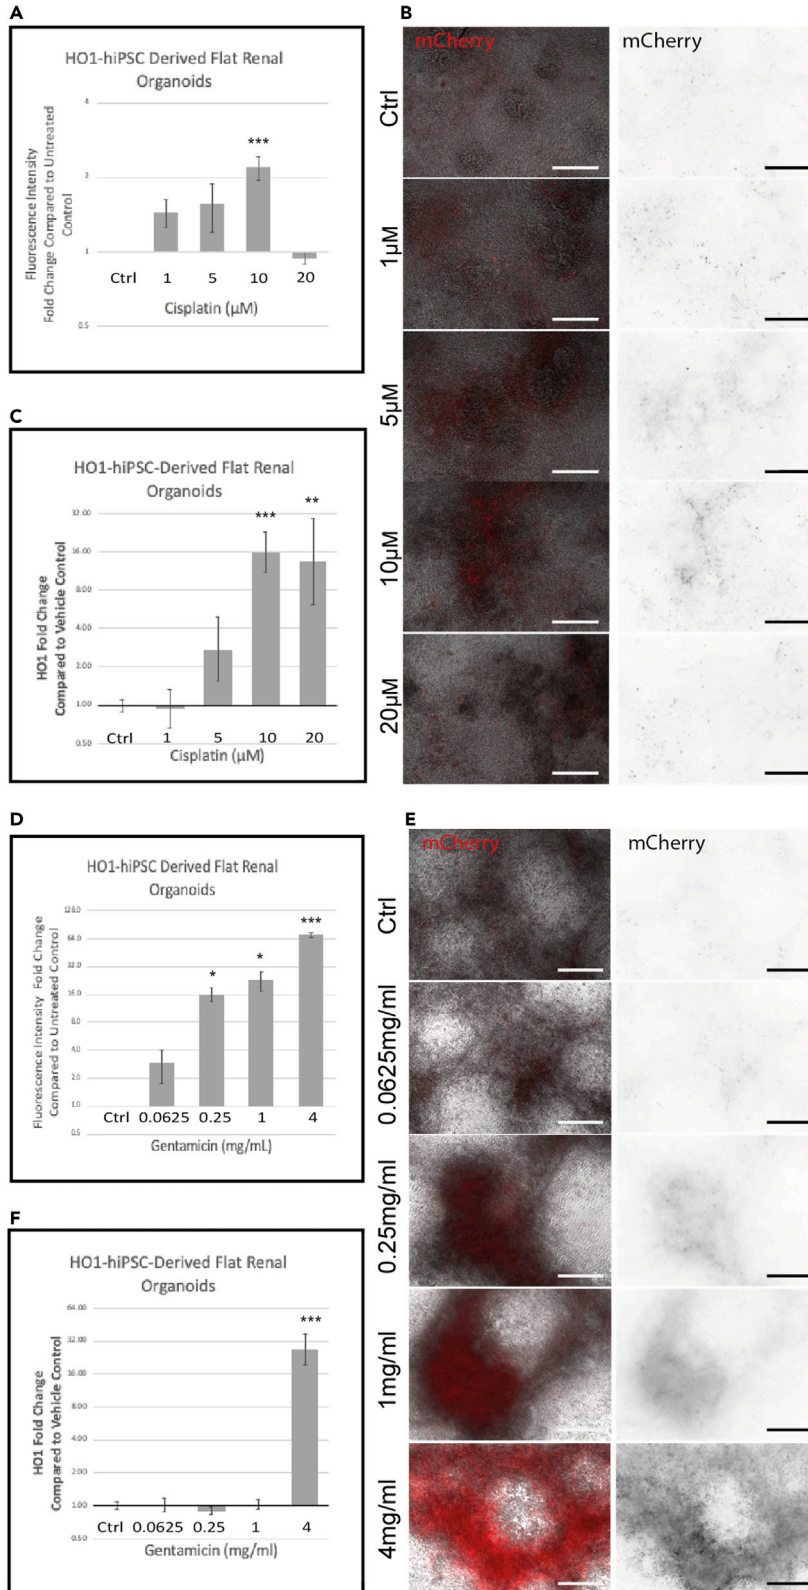 A
HO1-hiPSC Derived Flat Renal
Organoids
Fluorescence Intensity
Fold Change Compared to Untreated
Control
4
2
1
0.5
***
Ctrl 1 5 10 20
Cisplatin (μM)
B
mCherry mCherry
Ctrl
1μM
5μM
10μM
20μM
C
HO1-hiPSC-Derived Flat Renal
Organoids
HO1 Fold Change
Compared to Vehicle Control
32.00
16.00
8.00
4.00
2.00
1.00
0.50
*** **
Ctrl 1 5 10 20
Cisplatin (μM)
D
HO1-hiPSC Derived Flat Renal
Organoids
Fluorescence Intensity Fold Change
Compared to Untreated Control
128.0
64.0
32.0
16.0
8.0
4.0
2.0
1.0
0.5
* * ***
Ctrl 0.0625 0.25 1 4
Gentamicin (mg/mL)
E
mCherry mCherry
Ctrl
0.0625mg/ml
0.25mg/ml
1mg/ml
4mg/ml
F
HO1-hiPSC-Derived Flat Renal
Organoids
HO1 Fold Change
Compared to Vehicle Control
64.00
32.00
16.00
8.00
4.00
2.00
1.00
0.50
***
Ctrl 0.0625 0.25 1 4
Gentamicin (mg/ml)